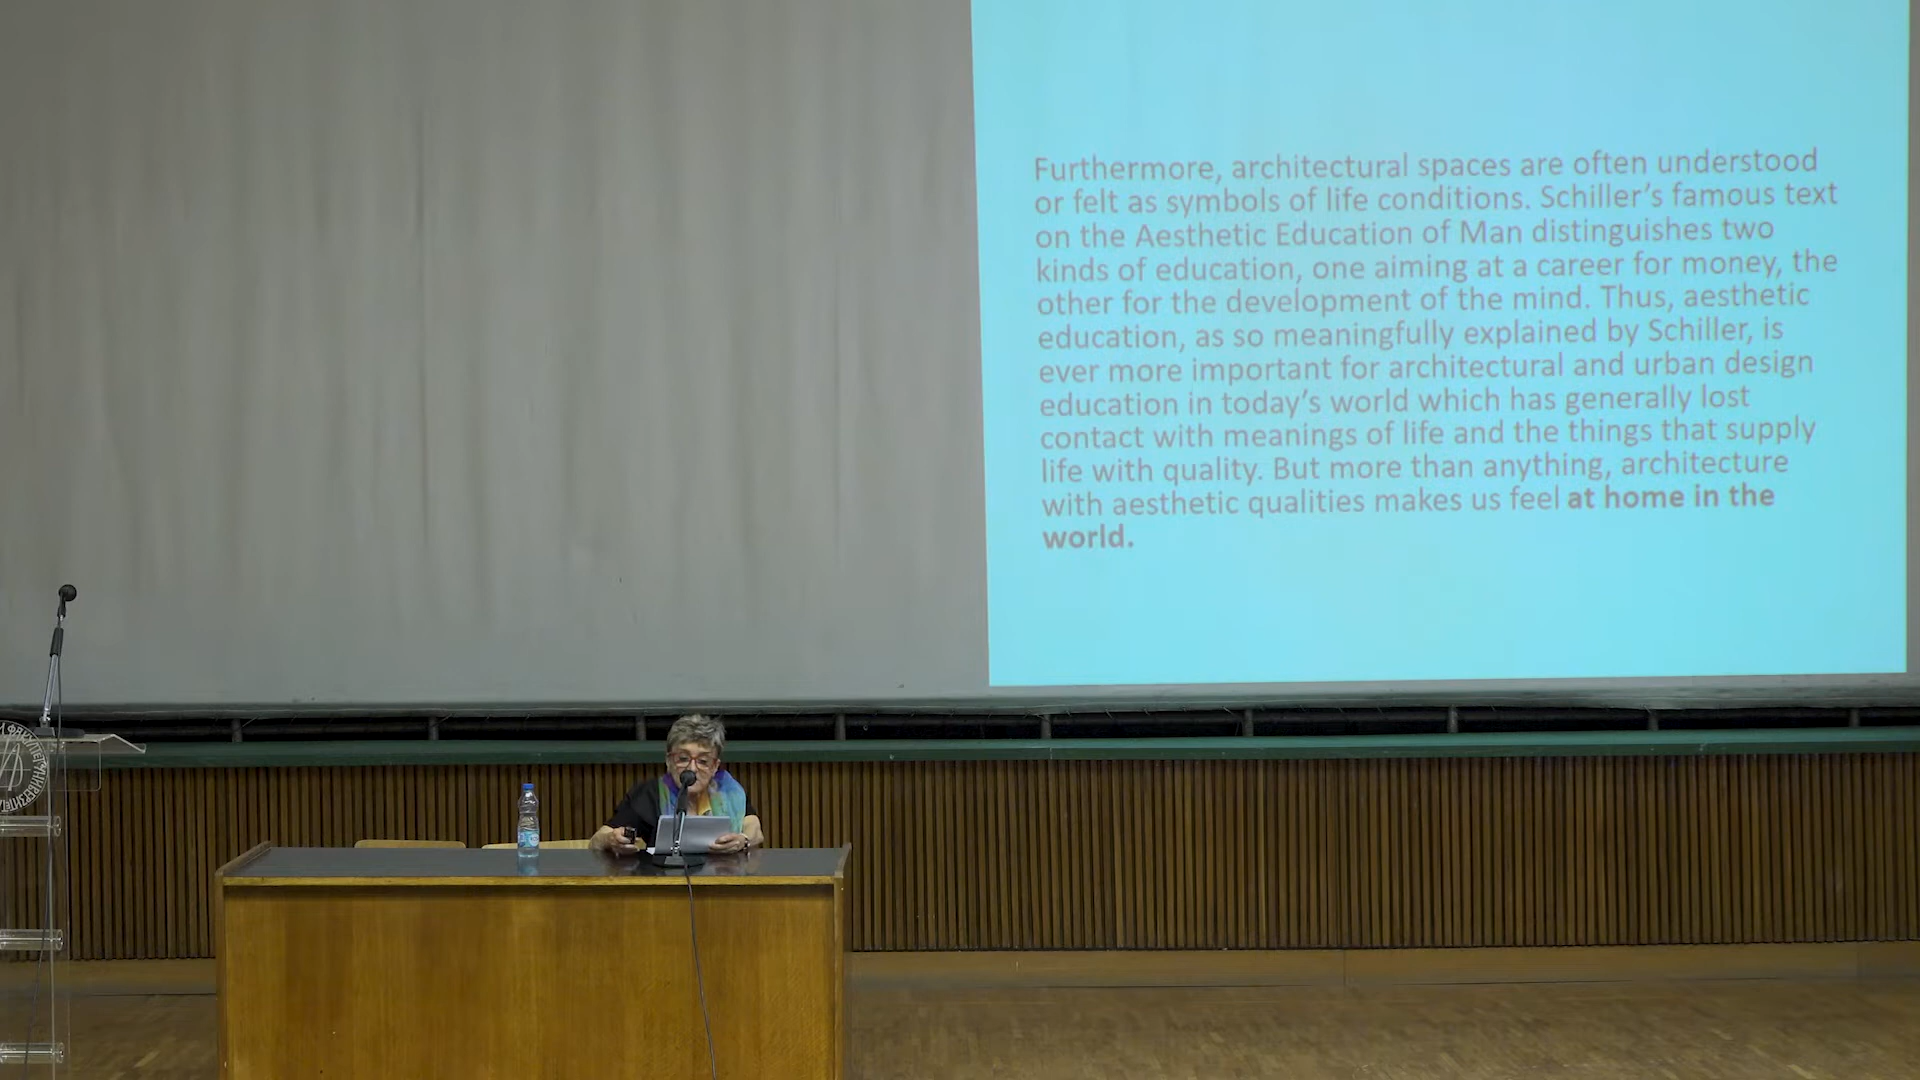 Furthermore, architectural spaces are often understood
or felt as symbols of life conditions. Schiller’s famous text
on the Aesthetic Education of Man distinguishes two
kinds of education, one aiming at a career for money, the
other for the development of the mind. Thus, aesthetic
education, as so meaningfully explained by Schiller, is
ever more important for architectural and urban design
education in today’s world which has generally lost
contact with meanings of life and the things that supply
life with quality. But more than anything, architecture
with aesthetic qualities makes us feel at home in the
world.